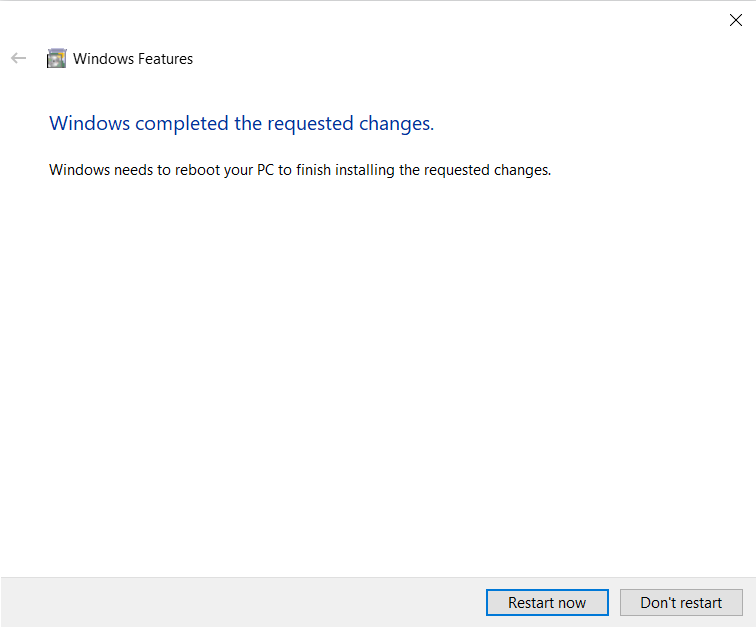 Windows Features
Windows completed the requested changes.
Windows needs to reboot your PC to finish installing the requested changes.
Restart now
Don't restart